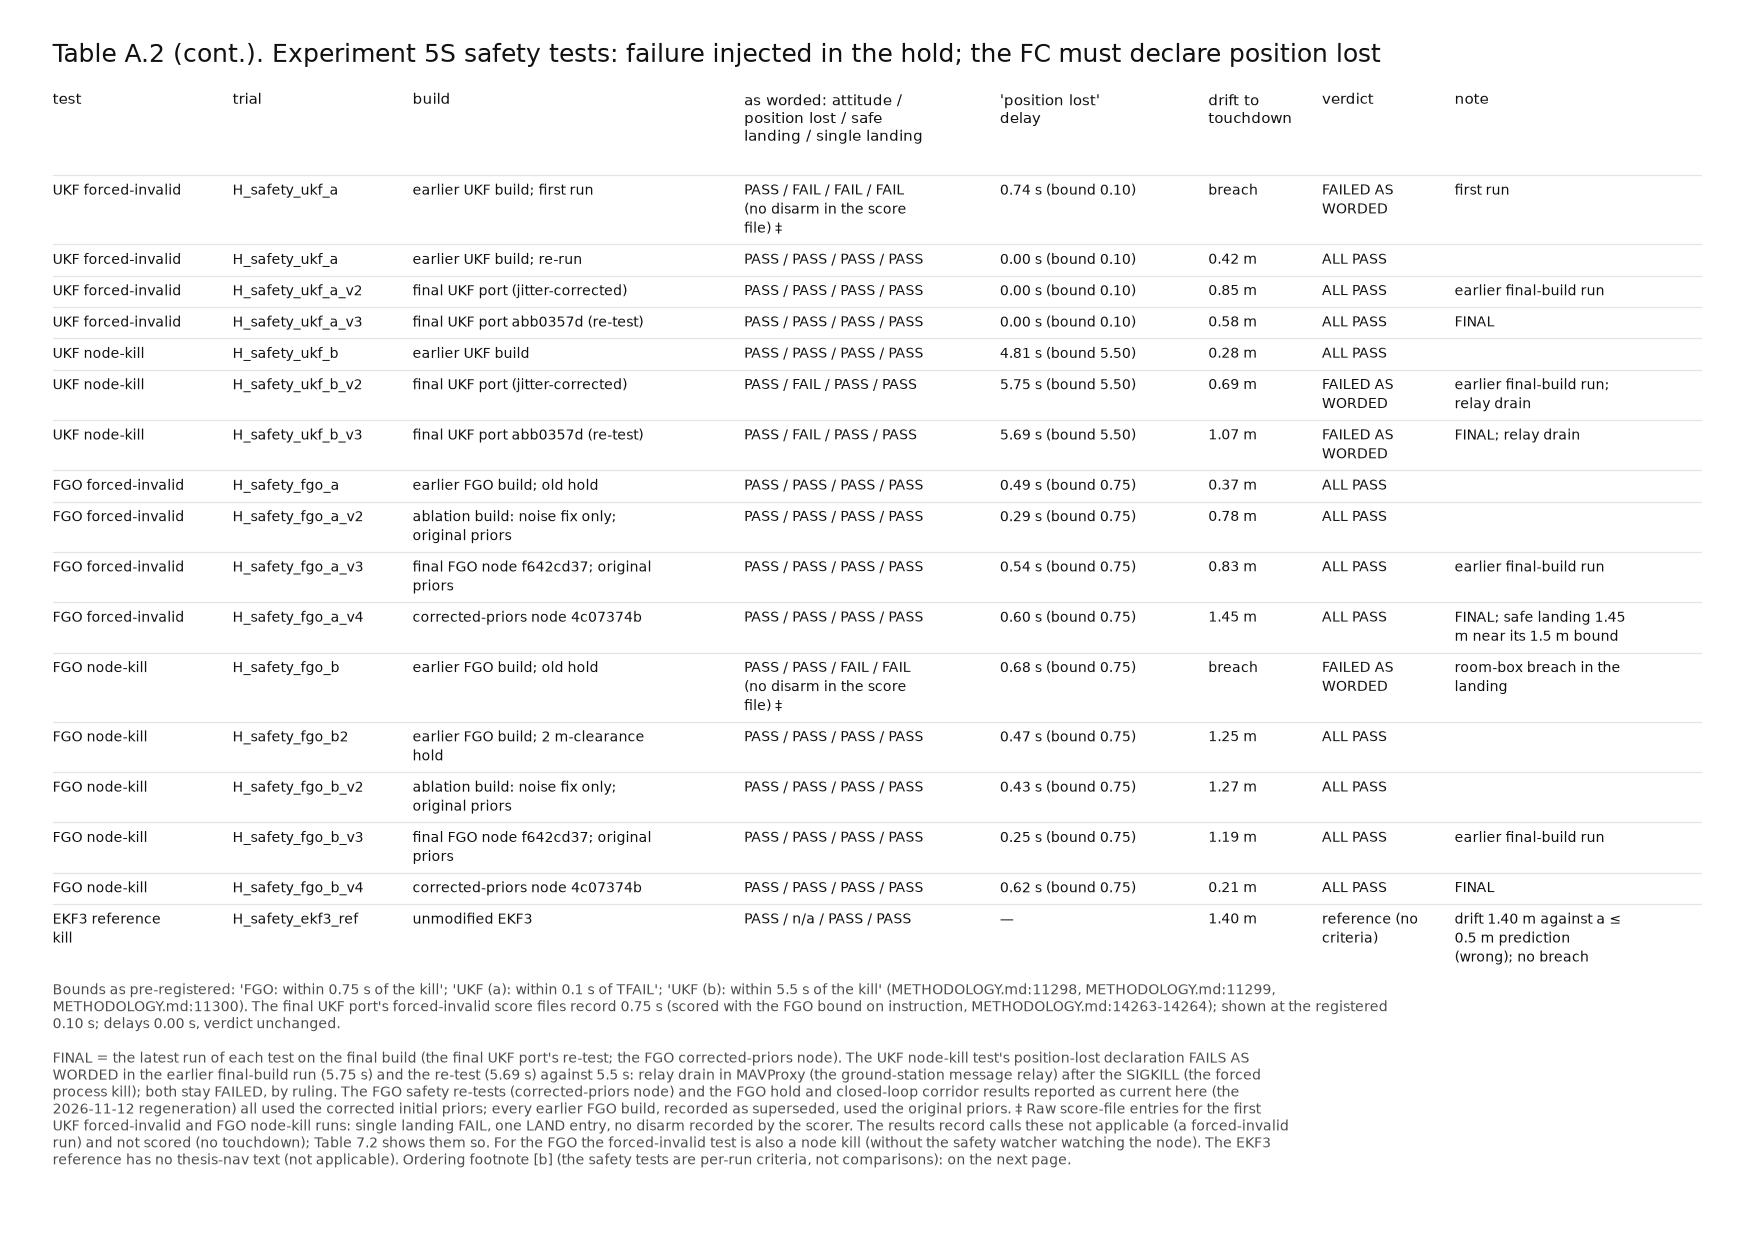 Table A.2 (cont.). Experiment 5S safety tests: failure injected in the hold; the FC must declare position lost
test trial build as worded: attitude / position lost / safe landing / single landing 'position lost' delay drift to touchdown verdict note
UKF forced-invalid H_safety_ukf_a earlier UKF build; first run PASS / FAIL / FAIL / FAIL (no disarm in the score file) ‡ 0.74 s (bound 0.10) breach FAILED AS WORDED first run
UKF forced-invalid H_safety_ukf_a earlier UKF build; re-run PASS / PASS / PASS / PASS 0.00 s (bound 0.10) 0.42 m ALL PASS
UKF forced-invalid H_safety_ukf_a_v2 final UKF port (jitter-corrected) PASS / PASS / PASS / PASS 0.00 s (bound 0.10) 0.85 m ALL PASS earlier final-build run
UKF forced-invalid H_safety_ukf_a_v3 final UKF port abb0357d (re-test) PASS / PASS / PASS / PASS 0.00 s (bound 0.10) 0.58 m ALL PASS FINAL
UKF node-kill H_safety_ukf_b earlier UKF build PASS / PASS / PASS / PASS 4.81 s (bound 5.50) 0.28 m ALL PASS
UKF node-kill H_safety_ukf_b_v2 final UKF port (jitter-corrected) PASS / FAIL / PASS / PASS 5.75 s (bound 5.50) 0.69 m FAILED AS WORDED earlier final-build run; relay drain
UKF node-kill H_safety_ukf_b_v3 final UKF port abb0357d (re-test) PASS / FAIL / PASS / PASS 5.69 s (bound 5.50) 1.07 m FAILED AS WORDED FINAL; relay drain
FGO forced-invalid H_safety_fgo_a earlier FGO build; old hold PASS / PASS / PASS / PASS 0.49 s (bound 0.75) 0.37 m ALL PASS
FGO forced-invalid H_safety_fgo_a_v2 ablation build: noise fix only; original priors PASS / PASS / PASS / PASS 0.29 s (bound 0.75) 0.78 m ALL PASS
FGO forced-invalid H_safety_fgo_a_v3 final FGO node f642cd37; original priors PASS / PASS / PASS / PASS 0.54 s (bound 0.75) 0.83 m ALL PASS earlier final-build run
FGO forced-invalid H_safety_fgo_a_v4 corrected-priors node 4c07374b PASS / PASS / PASS / PASS 0.60 s (bound 0.75) 1.45 m ALL PASS FINAL; safe landing 1.45 m near its 1.5 m bound
FGO node-kill H_safety_fgo_b earlier FGO build; old hold PASS / PASS / FAIL / FAIL (no disarm in the score file) ‡ 0.68 s (bound 0.75) breach FAILED AS WORDED room-box breach in the landing
FGO node-kill H_safety_fgo_b2 earlier FGO build; 2 m-clearance hold PASS / PASS / PASS / PASS 0.47 s (bound 0.75) 1.25 m ALL PASS
FGO node-kill H_safety_fgo_b_v2 ablation build: noise fix only; original priors PASS / PASS / PASS / PASS 0.43 s (bound 0.75) 1.27 m ALL PASS
FGO node-kill H_safety_fgo_b_v3 final FGO node f642cd37; original priors PASS / PASS / PASS / PASS 0.25 s (bound 0.75) 1.19 m ALL PASS earlier final-build run
FGO node-kill H_safety_fgo_b_v4 corrected-priors node 4c07374b PASS / PASS / PASS / PASS 0.62 s (bound 0.75) 0.21 m ALL PASS FINAL
EKF3 reference kill H_safety_ekf3_ref unmodified EKF3 PASS / n/a / PASS / PASS — 1.40 m reference (no criteria) drift 1.40 m against a ≤ 0.5 m prediction (wrong); no breach
Bounds as pre-registered: 'FGO: within 0.75 s of the kill'; 'UKF (a): within 0.1 s of TFAIL'; 'UKF (b): within 5.5 s of the kill' (METHODOLOGY.md:11298, METHODOLOGY.md:11299,
METHODOLOGY.md:11300). The final UKF port's forced-invalid score files record 0.75 s (scored with the FGO bound on instruction, METHODOLOGY.md:14263-14264); shown at the registered
0.10 s; delays 0.00 s, verdict unchanged.
FINAL = the latest run of each test on the final build (the final UKF port's re-test; the FGO corrected-priors node). The UKF node-kill test's position-lost declaration FAILS AS
WORDED in the earlier final-build run (5.75 s) and the re-test (5.69 s) against 5.5 s: relay drain in MAVProxy (the ground-station message relay) after the SIGKILL (the forced
process kill); both stay FAILED, by ruling. The FGO safety re-tests (corrected-priors node) and the FGO hold and closed-loop corridor results reported as current here (the
2026-11-12 regeneration) all used the corrected initial priors; every earlier FGO build, recorded as superseded, used the original priors. ‡ Raw score-file entries for the first
UKF forced-invalid and FGO node-kill runs: single landing FAIL, one LAND entry, no disarm recorded by the scorer. The results record calls these not applicable (a forced-invalid
run) and not scored (no touchdown); Table 7.2 shows them so. For the FGO the forced-invalid test is also a node kill (without the safety watcher watching the node). The EKF3
reference has no thesis-nav text (not applicable). Ordering footnote [b] (the safety tests are per-run criteria, not comparisons): on the next page.